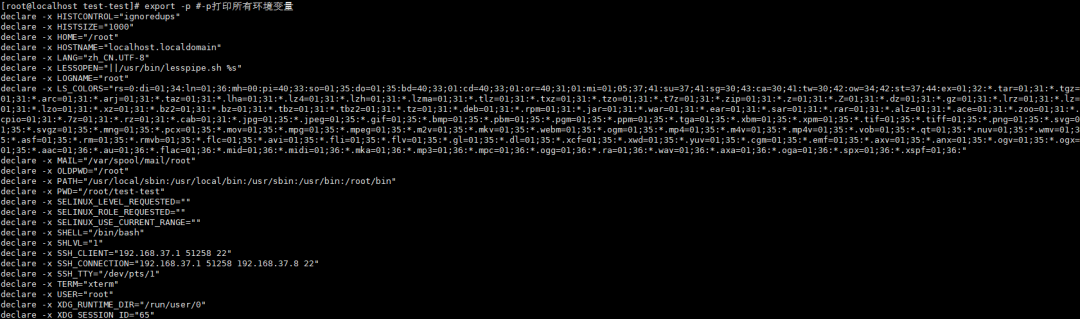 [root@localhost test-test]# export -p #-p打印所有环境变量
declare -x HISTCONTROL="ignoredups"
declare -x HISTSIZE="1000"
declare -x HOME="/root"
declare -x HOSTNAME="localhost.localdomain"
declare -x LANG="zh_CN.UTF-8"
declare -x LESSOPEN="||/usr/bin/lesspipe.sh %s"
declare -x LOGNAME="root"
declare -x LS_COLORS="rs=0:di=01;34:ln=01;36:mh=00:pi=40;33:so=01;35:do=01;35:bd=40;33;01:cd=40;33;01:or=40;31;01:mi=01;05;37;41:su=37;41:sg=30;43:ca=30;41:tw=30;42:ow=34;42:st=37;44:ex=01;32:*.tar=01;31:*.tgz=
01;31:*.arc=01;31:*.arj=01;31:*.taz=01;31:*.lha=01;31:*.lz4=01;31:*.lzh=01;31:*.lzma=01;31:*.tlz=01;31:*.txz=01;31:*.tzo=01;31:*.t7z=01;31:*.zip=01;31:*.z=01;31:*.Z=01;31:*.dz=01;31:*.gz=01;31:*.lrz=01;31:*.lz=
01;31:*.lzo=01;31:*.xz=01;31:*.bz2=01;31:*.bz=01;31:*.tbz=01;31:*.tbz2=01;31:*.tz=01;31:*.deb=01;31:*.rpm=01;31:*.jar=01;31:*.war=01;31:*.ear=01;31:*.sar=01;31:*.rar=01;31:*.alz=01;31:*.ace=01;31:*.zoo=01;31:*.
cpio=01;31:*.7z=01;31:*.rz=01;31:*.cab=01;31:*.jpg=01;35:*.jpeg=01;35:*.gif=01;35:*.bmp=01;35:*.pbm=01;35:*.pgm=01;35:*.ppm=01;35:*.tga=01;35:*.xbm=01;35:*.xpm=01;35:*.tif=01;35:*.tiff=01;35:*.png=01;35:*.svg=0
1;35:*.svgz=01;35:*.mng=01;35:*.pcx=01;35:*.mov=01;35:*.mpg=01;35:*.mpeg=01;35:*.m2v=01;35:*.mkv=01;35:*.webm=01;35:*.ogm=01;35:*.mp4=01;35:*.m4v=01;35:*.mp4v=01;35:*.vob=01;35:*.qt=01;35:*.nuv=01;35:*.wmv=01;3
5:*.asf=01;35:*.rm=01;35:*.rmvb=01;35:*.flc=01;35:*.avi=01;35:*.fli=01;35:*.flv=01;35:*.gl=01;35:*.dl=01;35:*.xcf=01;35:*.xwd=01;35:*.yuv=01;35:*.cgm=01;35:*.emf=01;35:*.axv=01;35:*.anx=01;35:*.ogv=01;35:*.ogx=
01;35:*.aac=01;36:*.au=01;36:*.flac=01;36:*.mid=01;36:*.midi=01;36:*.mka=01;36:*.mp3=01;36:*.mpc=01;36:*.ogg=01;36:*.ra=01;36:*.wav=01;36:*.axa=01;36:*.oga=01;36:*.spx=01;36:*.xspf=01;36:"
declare -x MAIL="/var/spool/mail/root"
declare -x OLDPWD="/root"
declare -x PATH="/usr/local/sbin:/usr/local/bin:/usr/sbin:/usr/bin:/root/bin"
declare -x PWD="/root/test-test"
declare -x SELINUX_LEVEL_REQUESTED=""
declare -x SELINUX_ROLE_REQUESTED=""
declare -x SELINUX_USE_CURRENT_RANGE=""
declare -x SHELL="/bin/bash"
declare -x SHLVL="1"
declare -x SSH_CLIENT="192.168.37.1 51258 22"
declare -x SSH_CONNECTION="192.168.37.1 51258 192.168.37.8 22"
declare -x SSH_TTY="/dev/pts/1"
declare -x TERM="xterm"
declare -x USER="root"
declare -x XDG_RUNTIME_DIR="/run/user/0"
declare -x XDG_SESSION_ID="65"